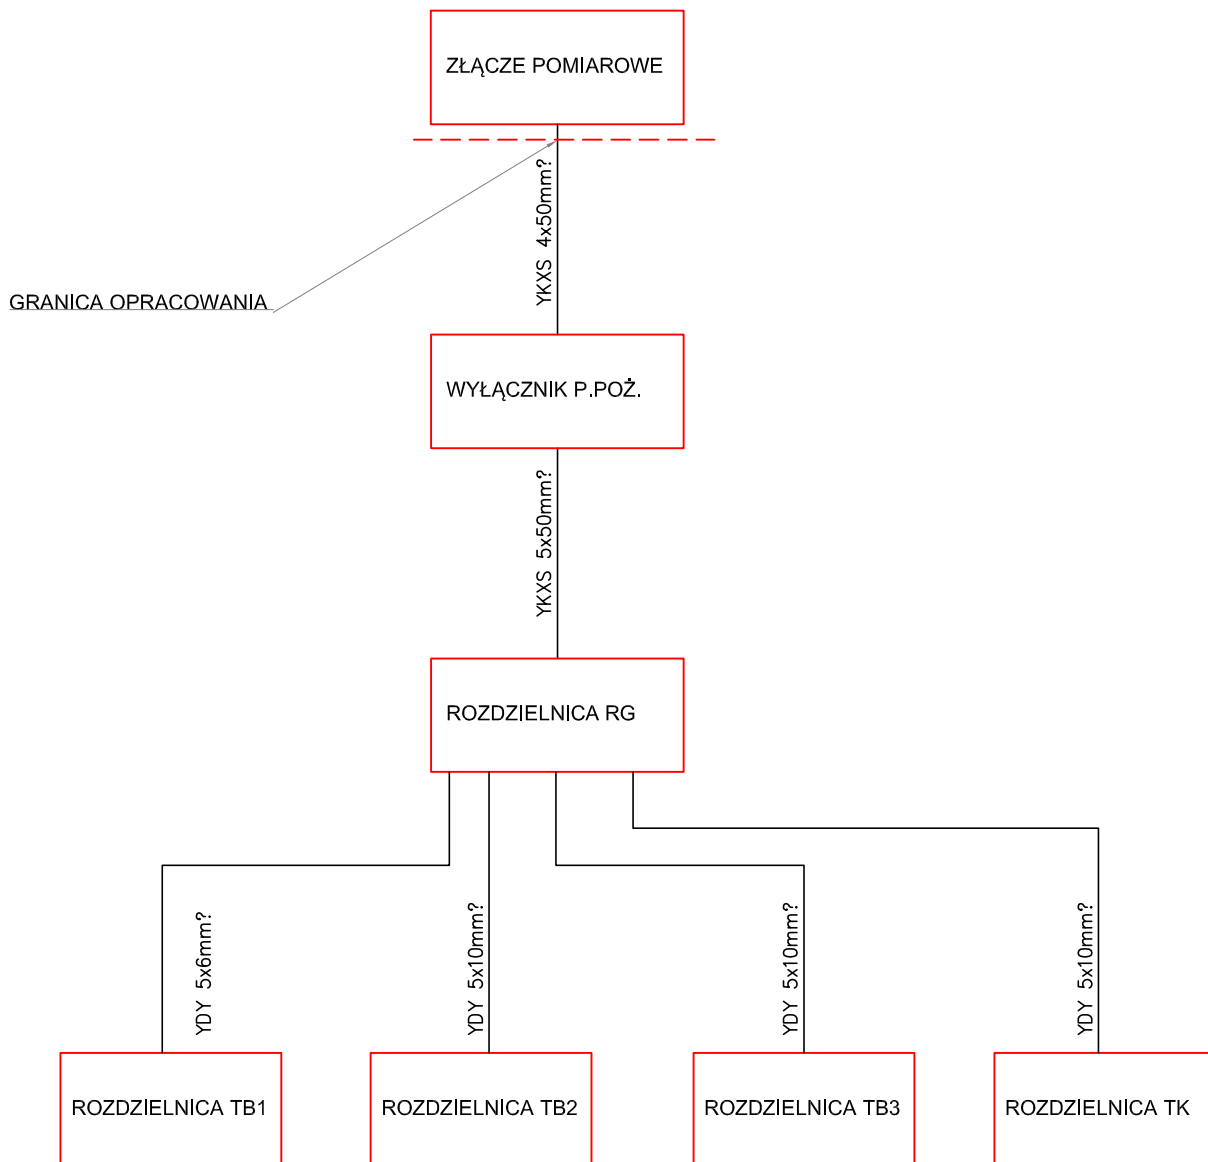 ZŁĄCZE POMIAROWE
YKXS 4x50mm?
GRANICA OPRACOWANIA
WYŁĄCZNIK P.POŻ.
YKXS 5x50mm?
ROZDZIELNICA RG
YDY 5x6mm?
YDY 5x10mm?
YDY 5x10mm?
YDY 5x10mm?
ROZDZIELNICA TB1
ROZDZIELNICA TB2
ROZDZIELNICA TB3
ROZDZIELNICA TK